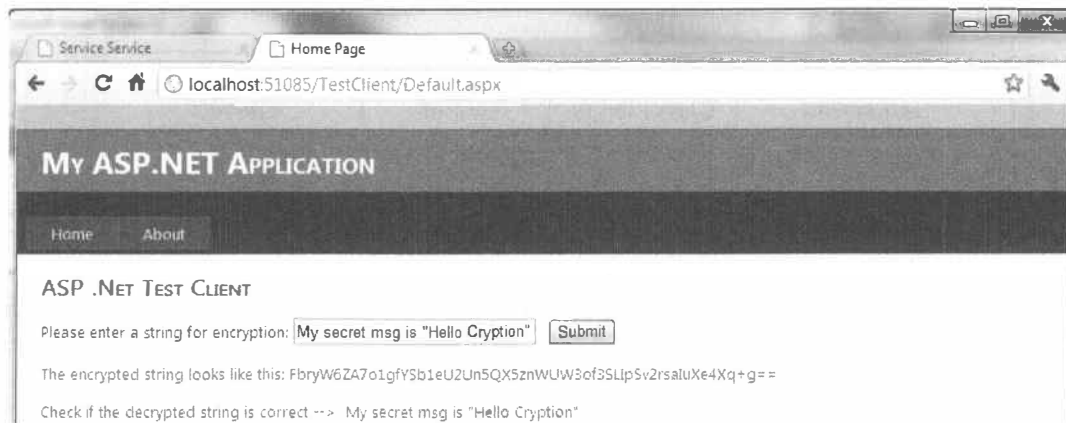 Service Service
Home Page
localhost:51085/TestClient/Default.aspx
MY ASP.NET APPLICATION
Home About
ASP .NET TEST CLIENT
Please enter a string for encryption: My secret msg is "Hello Cryption" Submit
The encrypted string looks like this:
Check if the decrypted string is correct --> My secret msg is "Hello Cryption"